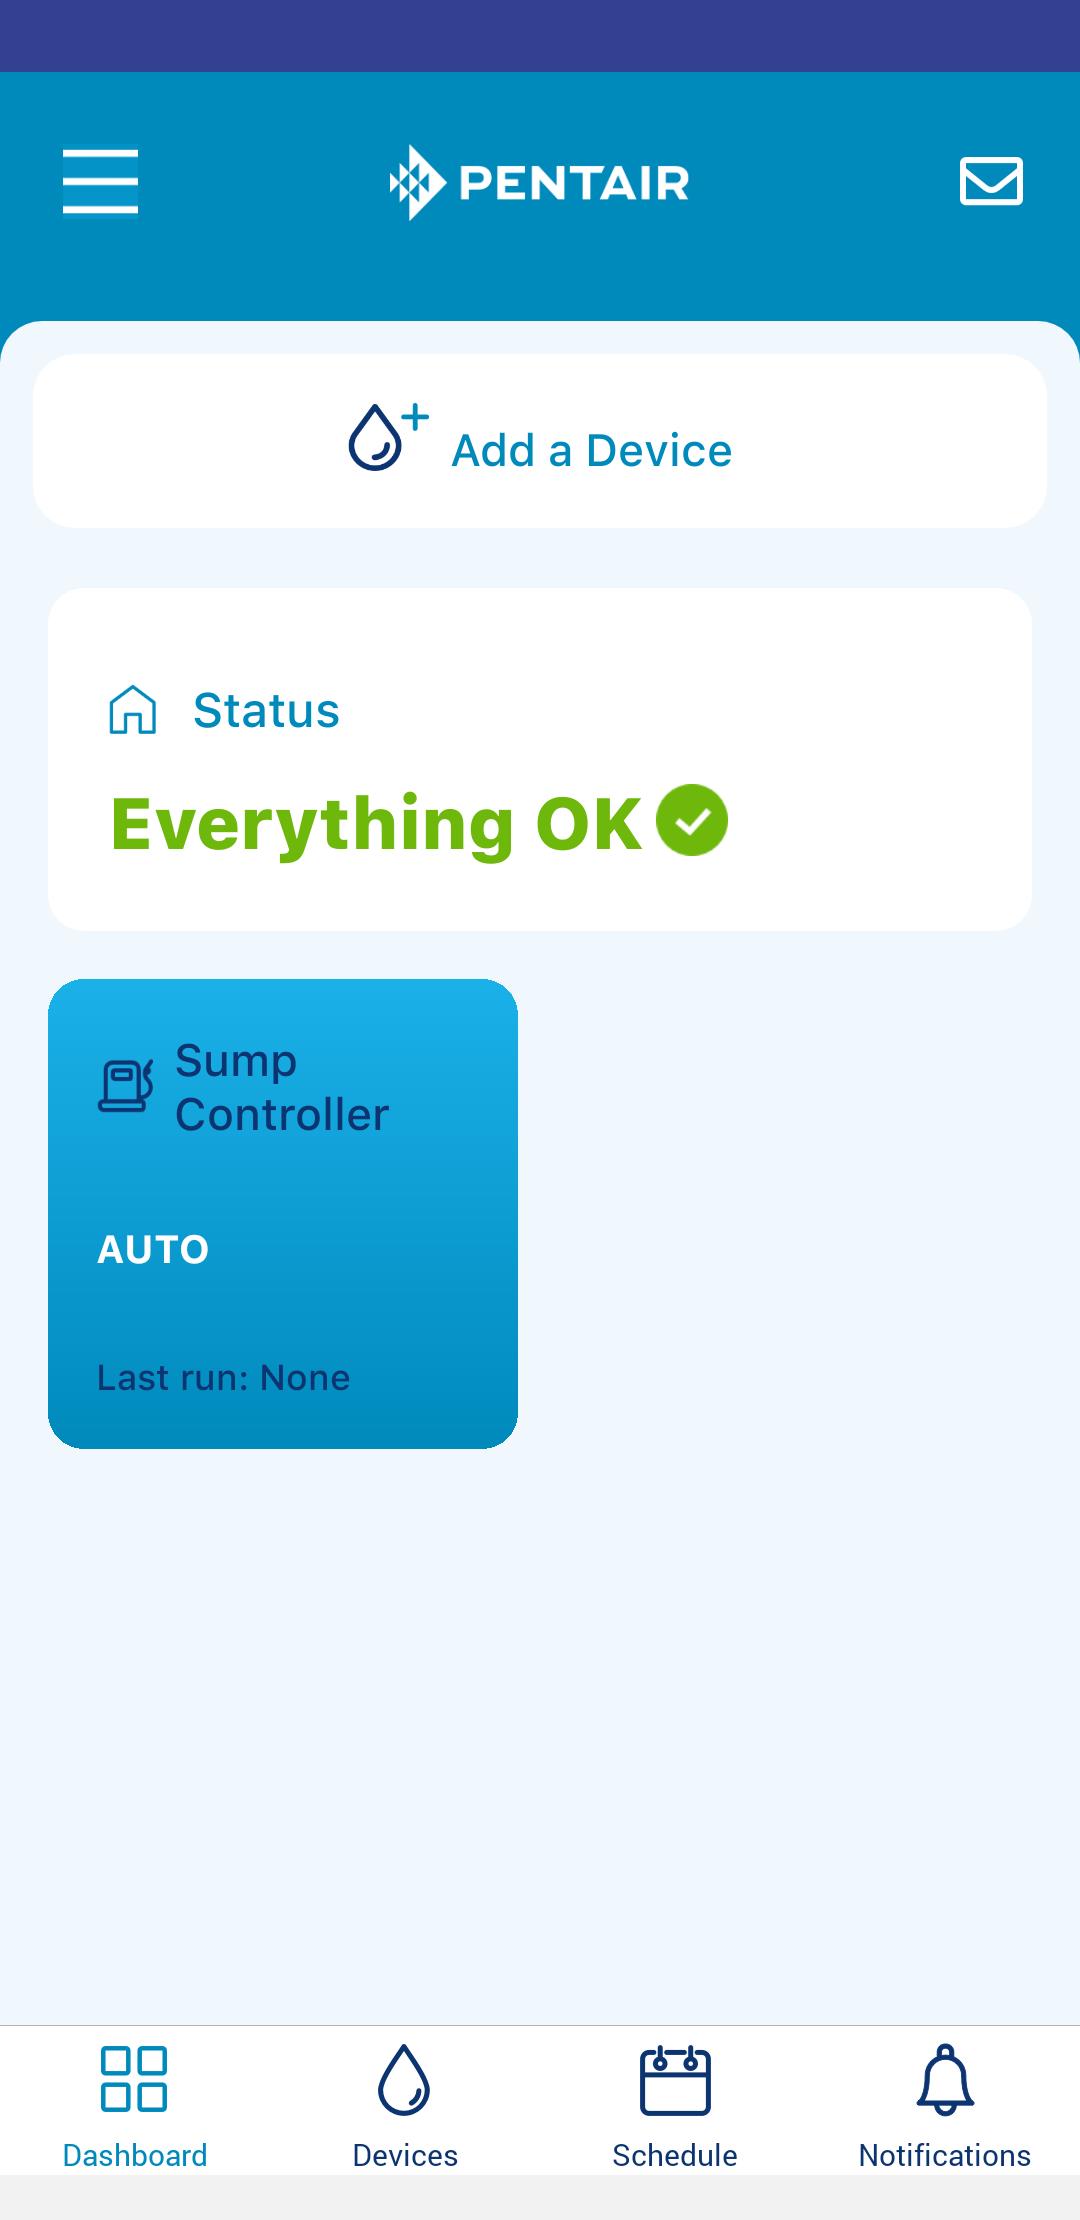 PENTAIR
Add a Device
Status
Everything OK
Sump
Controller
AUTO
Last run: None
Dashboard
Devices
Schedule
Notifications